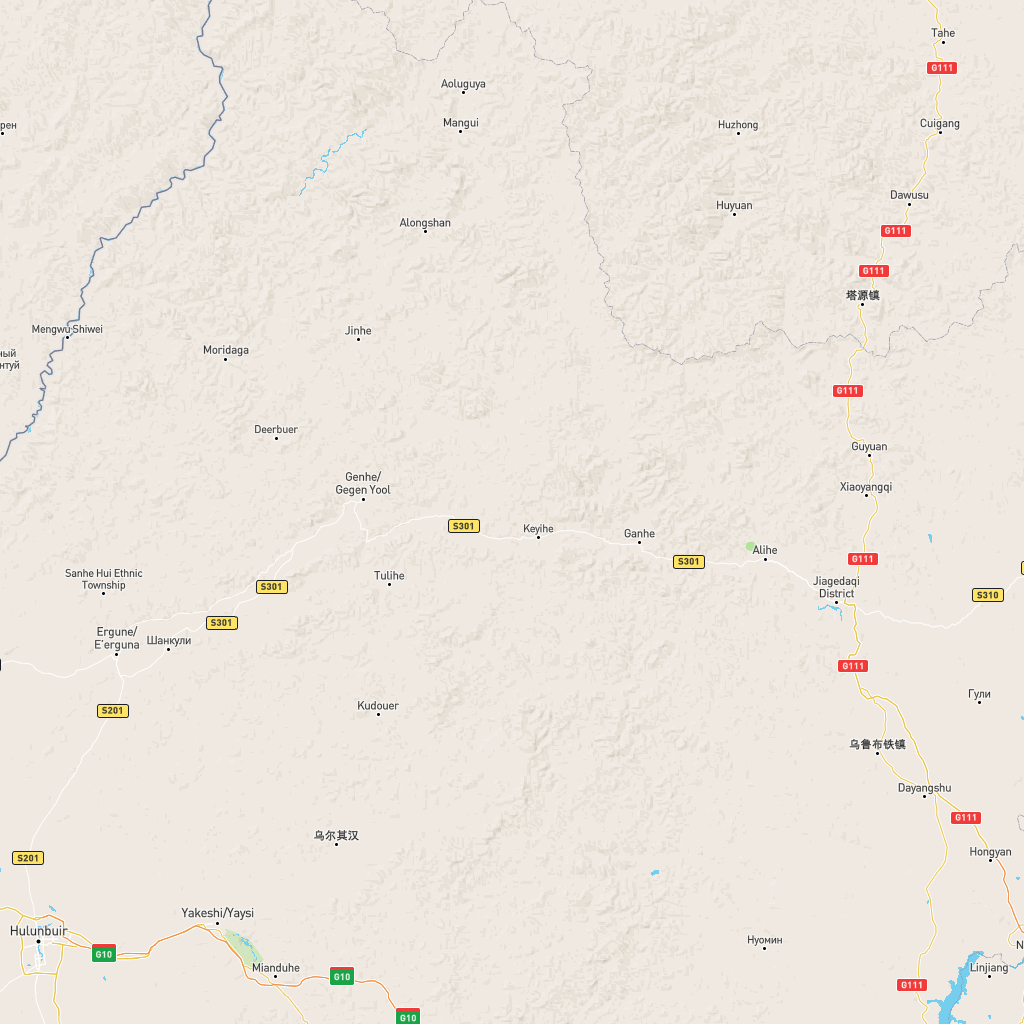 Tahe
G111
Aoluguya
Mangui
Huzhong
Cuigang
рен
Dawusu
Huyuan
Alongshan
G111
G111
塔源镇
Mengwu Shiwei
Jinhe
Moridaga
ный
нтуй
G111
Deerbuer
Guyuan
Genhe/
Gegen Yool
Xiaoyangqi
S301
Keyihe
Ganhe
Alihe
S301
G111
Sanhe Hui Ethnic
Township
Tulihe
S301
Jiagedaqi
District
S310
S301
Ergune/
E'erguna
Шанкули
G111
Гули
S201
Kudouer
乌鲁布铁镇
Dayangshu
G111
乌尔其汉
Hongyan
S201
Yakeshi/Yaysi
Hulunbuir
Нюомин
N
G10
Mianduhe
G10
Linjiang
G111
G10